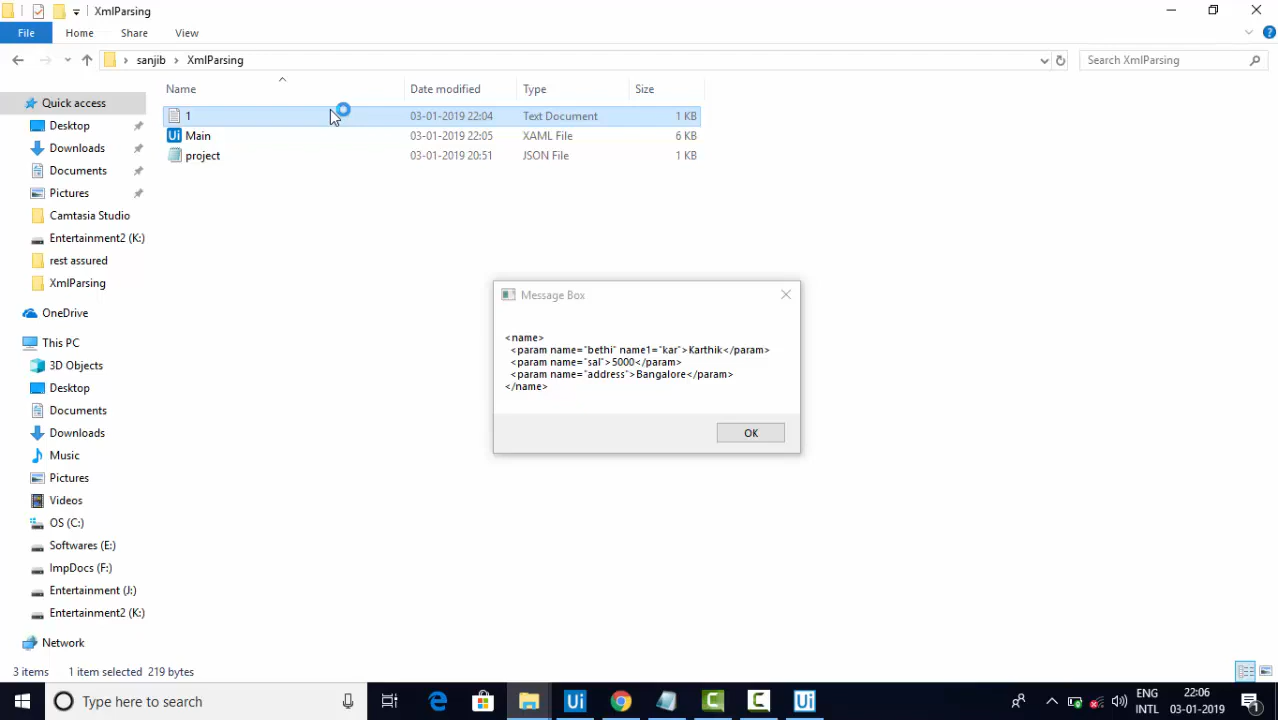 XmlParsing
File Home Share View
sanjib XmlParsing
Search XmlParsing
Name Date modified Type Size
1 03-01-2019 22:04 Text Document 1 KB
Ui Main 03-01-2019 22:05 XAML File 6 KB
project 03-01-2019 20:51 JSON File 1 KB
Quick access
Desktop
Downloads
Documents
Pictures
Camtasia Studio
Entertainment2 (K:)
rest assured
XmlParsing
OneDrive
This PC
3D Objects
Desktop
Documents
Downloads
Music
Pictures
Videos
OS (C:)
Softwares (E:)
ImpDocs (F:)
Entertainment (J:)
Entertainment2 (K:)
Network
Message Box
<name>
<param name="bethi" name1="kar">Karthik</param>
<param name="sal">5000</param>
<param name="address">Bangalore</param>
</name>
OK
3 items 1 item selected 219 bytes
Type here to search
Ui
C
C
Ui
ENG
INTL
22:06
03-01-2019
1